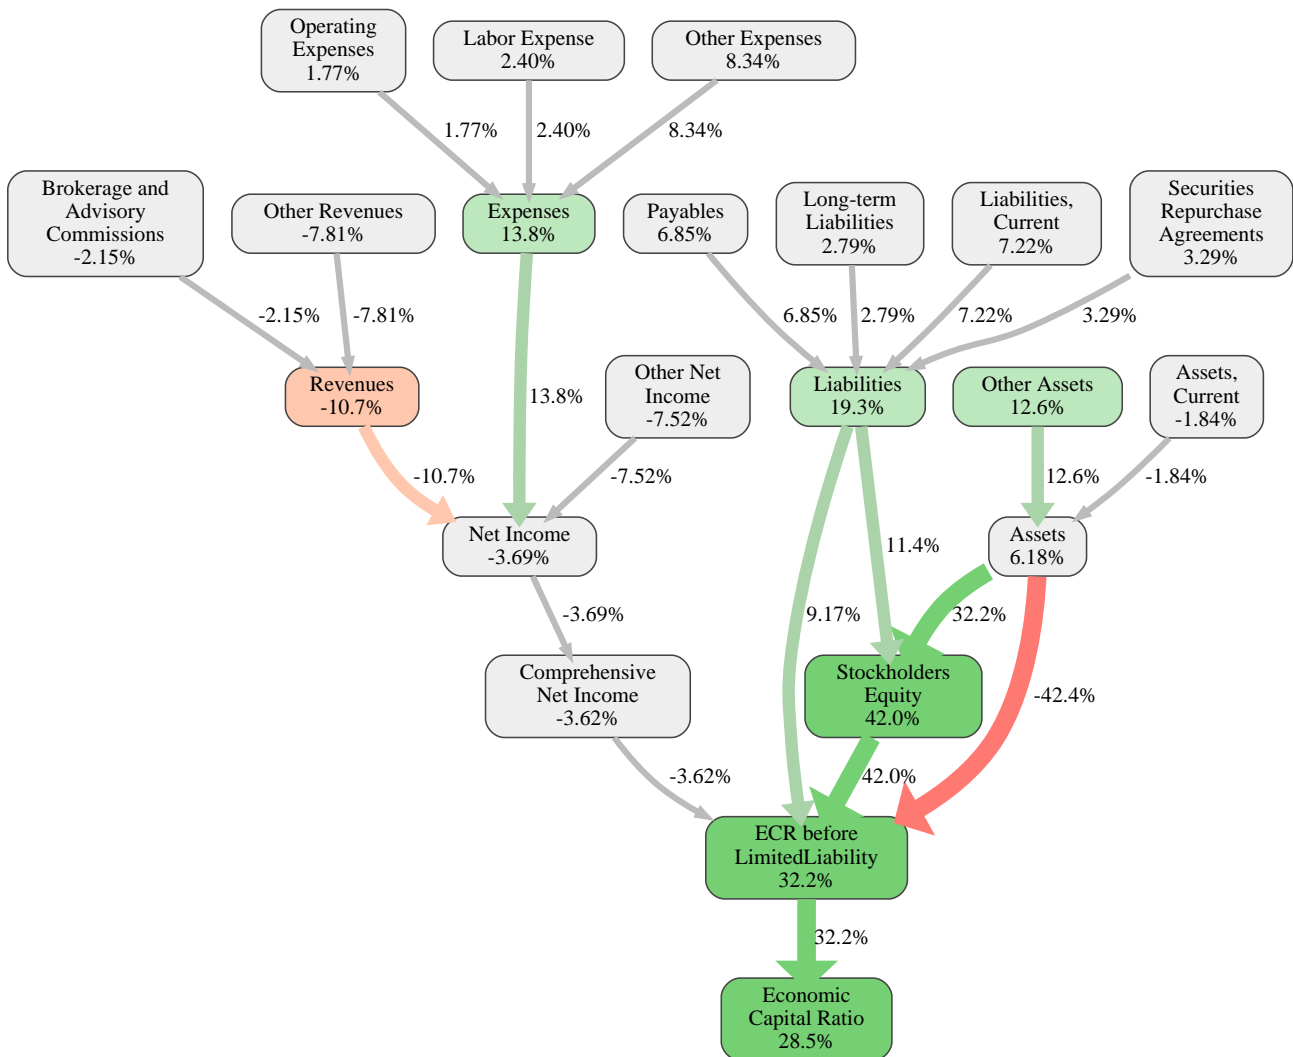 Operating
Expenses
1.77%
Labor Expense
2.40%
Other Expenses
8.34%
1.77%
2.40%
8.34%
Brokerage and
Advisory
Commissions
-2.15%
Other Revenues
-7.81%
Expenses
13.8%
Payables
6.85%
Long-term
Liabilities
2.79%
Liabilities,
Current
7.22%
Securities
Repurchase
Agreements
3.29%
-2.15%
-7.81%
6.85%
2.79%
7.22%
3.29%
Revenues
-10.7%
13.8%
Other Net
Income
-7.52%
Liabilities
19.3%
Other Assets
12.6%
Assets,
Current
-1.84%
-10.7%
-7.52%
12.6%
-1.84%
Net Income
-3.69%
11.4%
Assets
6.18%
-3.69%
9.17%
32.2%
Comprehensive
Net Income
-3.62%
Stockholders
Equity
42.0%
-42.4%
-3.62%
42.0%
ECR before
LimitedLiability
32.2%
32.2%
Economic
Capital Ratio
28.5%